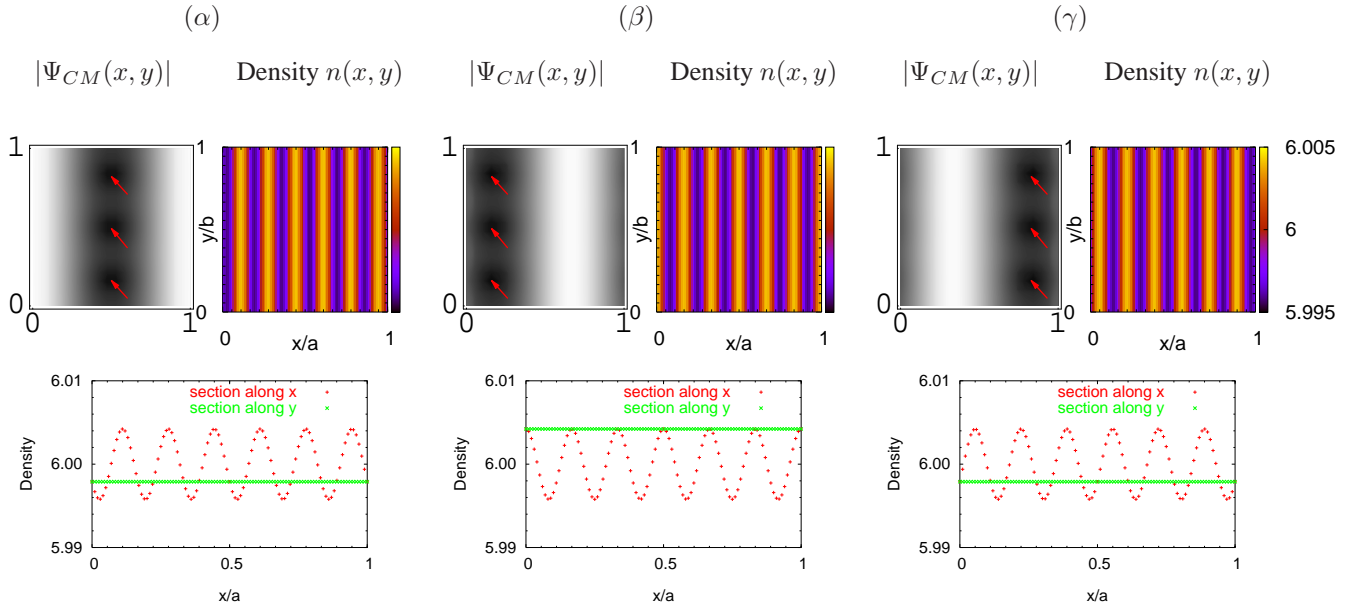 (α) (β) (γ)
|Ψ_{CM}(x, y)| Density n(x, y) |Ψ_{CM}(x, y)| Density n(x, y) |Ψ_{CM}(x, y)| Density n(x, y)
1 1 1 1 1 1 6.005
y/b y/b y/b 6
0 0 0 0 0 0 5.995
0 1 0 1 0 1 0 1 0 1 0 1
x/a x/a x/a
6.01 6.01 6.01
section along x section along x section along x
section along y section along y section along y
6.00 6.00 6.00
Density Density Density
5.99 5.99 5.99
0 0.5 1 0 0.5 1 0 0.5 1
x/a x/a x/a